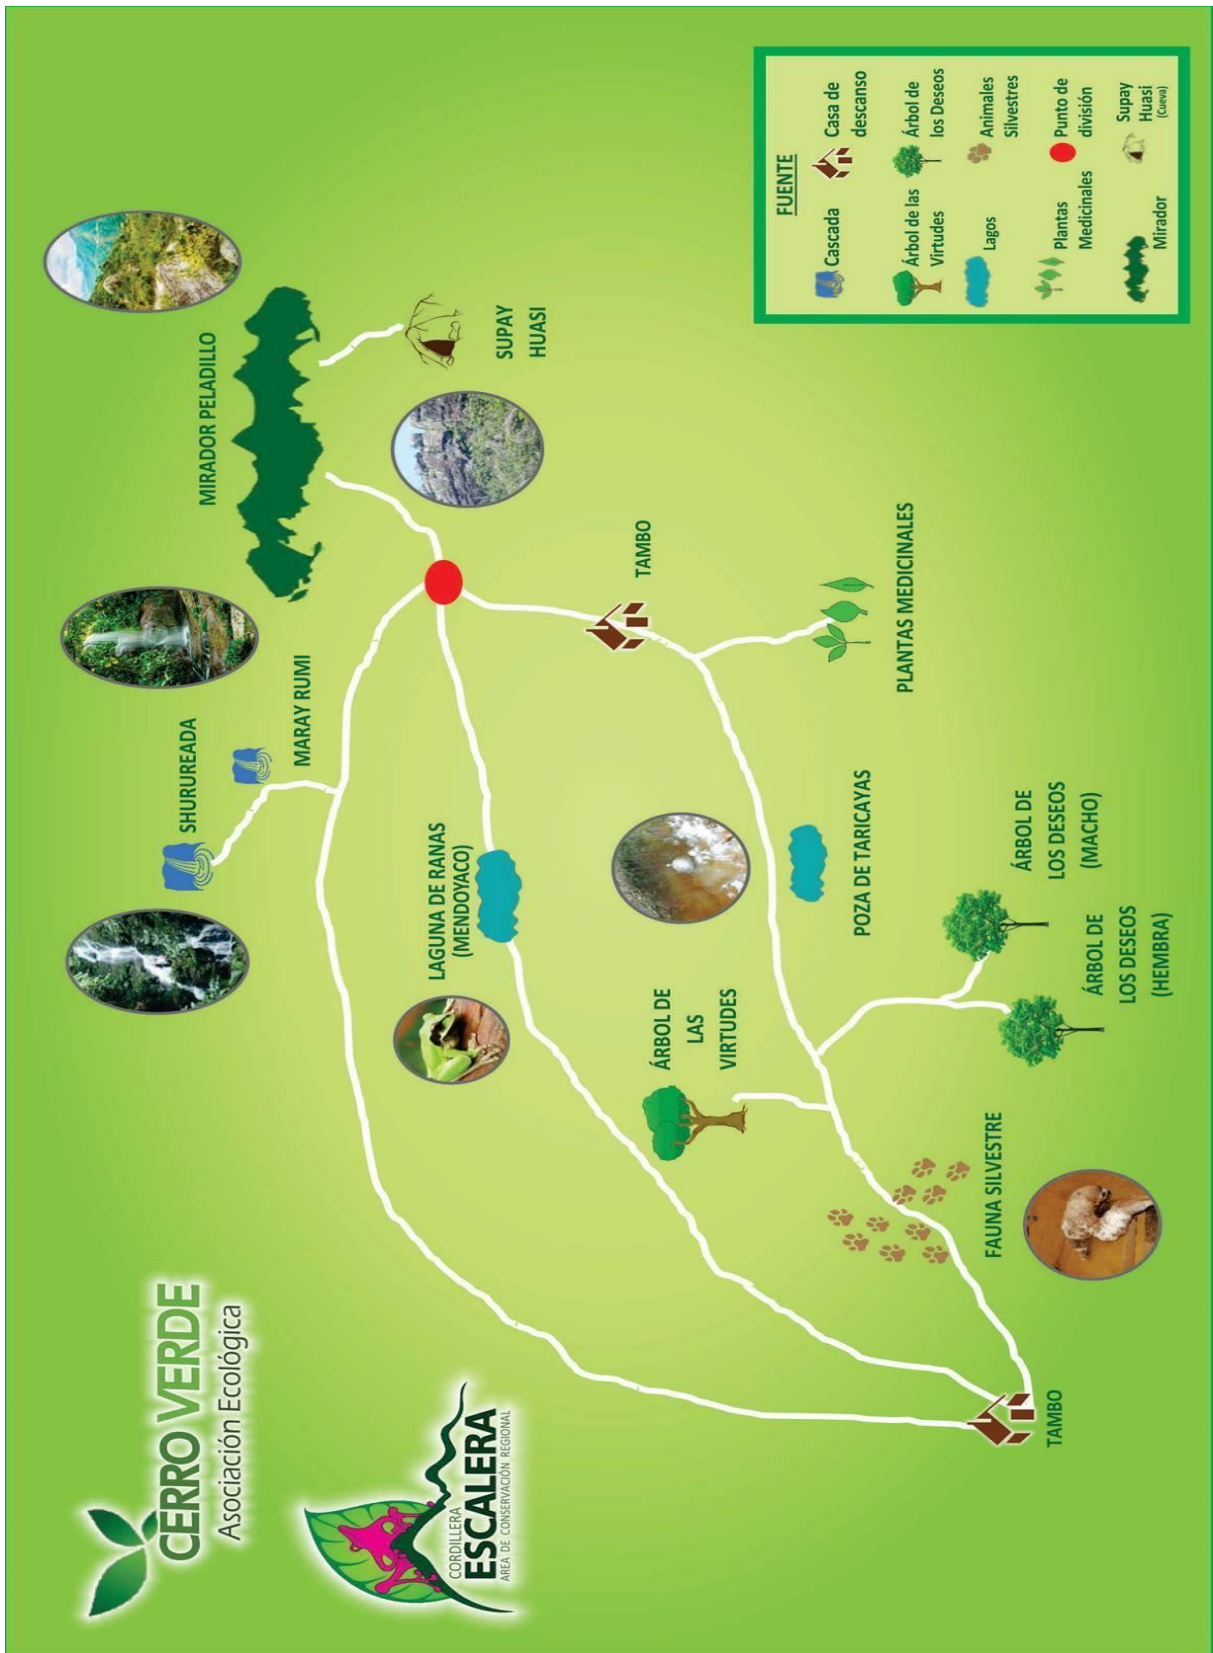 CERRO VERDE
Asociación Ecológica
CORDILLERA
ESCALERA
ÁREA DE CONSERVACIÓN REGIONAL
SHURUREADA
MARAY RUMI
MIRADOR PELADILLO
SUPAY
HUASI
LAGUNA DE RANAS
(MENDOYACO)
TAMBO
ÁRBOL DE
LAS
VIRTUDES
POZA DE TARICAYAS
PLANTAS MEDICINALES
FAUNA SILVESTRE
ÁRBOL DE
LOS DESEOS
(HEMBRA)
ÁRBOL DE
LOS DESEOS
(MACHO)
TAMBO
FUENTE
Cascada
Casa de
descanso
Árbol de las
Virtudes
Árbol de
los Deseos
Lagos
Animales
Silvestres
Plantas
Medicinales
Punto de
división
Mirador
Supay
Huasi
(Cueva)